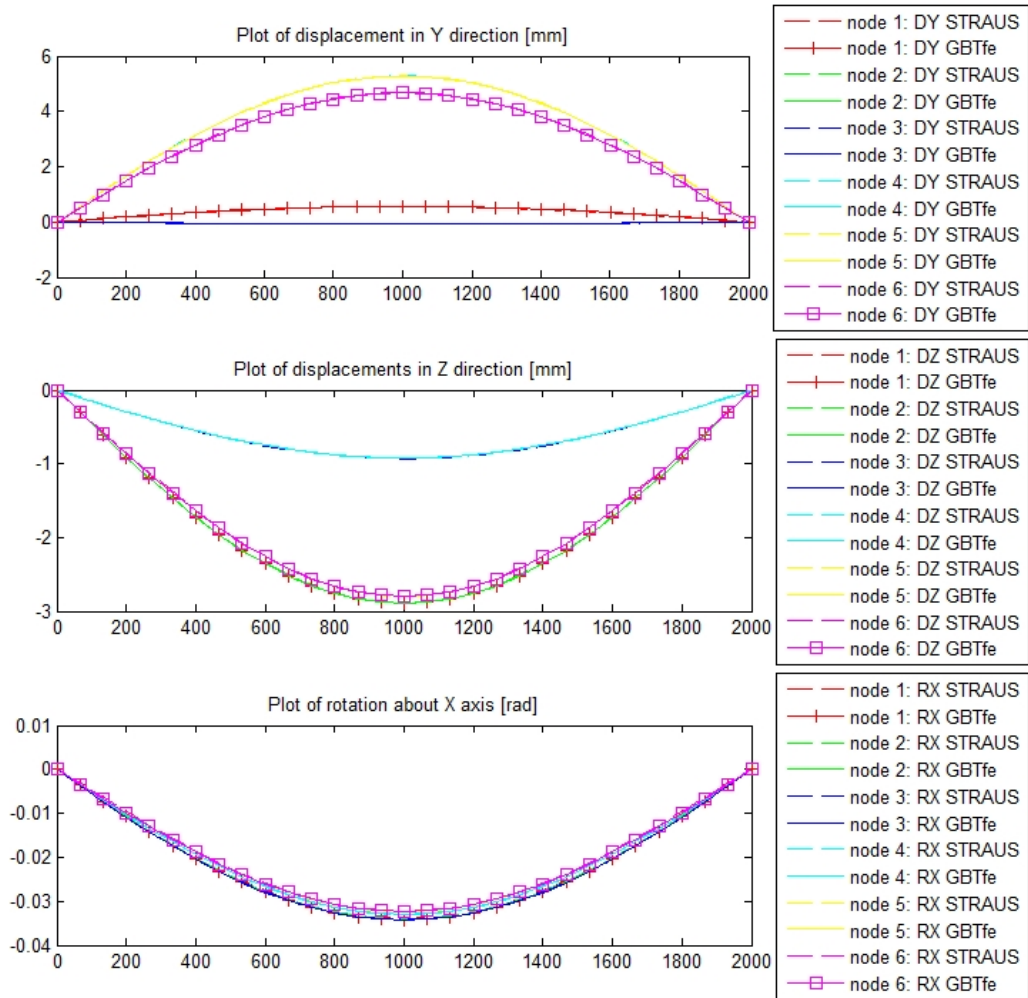 Plot of displacement in Y direction [mm]
6
4
2
0
-2
0 200 400 600 800 1000 1200 1400 1600 1800 2000
node 1: DY STRAUS
node 1: DY GBTfe
node 2: DY STRAUS
node 2: DY GBTfe
node 3: DY STRAUS
node 3: DY GBTfe
node 4: DY STRAUS
node 4: DY GBTfe
node 5: DY STRAUS
node 5: DY GBTfe
node 6: DY STRAUS
node 6: DY GBTfe
Plot of displacements in Z direction [mm]
0
-1
-2
-3
0 200 400 600 800 1000 1200 1400 1600 1800 2000
node 1: DZ STRAUS
node 1: DZ GBTfe
node 2: DZ STRAUS
node 2: DZ GBTfe
node 3: DZ STRAUS
node 3: DZ GBTfe
node 4: DZ STRAUS
node 4: DZ GBTfe
node 5: DZ STRAUS
node 5: DZ GBTfe
node 6: DZ STRAUS
node 6: DZ GBTfe
Plot of rotation about X axis [rad]
0.01
0
-0.01
-0.02
-0.03
-0.04
0 200 400 600 800 1000 1200 1400 1600 1800 2000
node 1: RX STRAUS
node 1: RX GBTfe
node 2: RX STRAUS
node 2: RX GBTfe
node 3: RX STRAUS
node 3: RX GBTfe
node 4: RX STRAUS
node 4: RX GBTfe
node 5: RX STRAUS
node 5: RX GBTfe
node 6: RX STRAUS
node 6: RX GBTfe